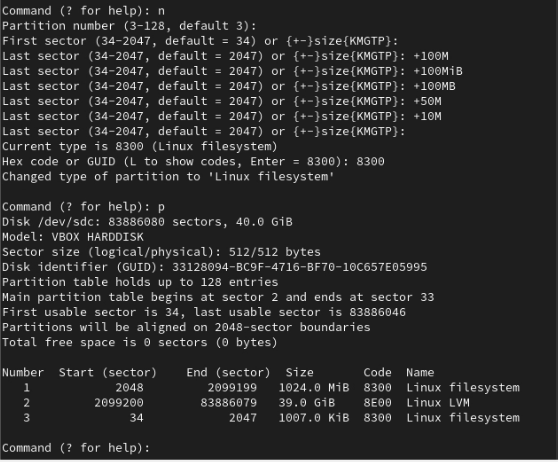 Command (? for help): n
Partition number (3-128, default 3):
First sector (34-2047, default = 34) or {+-}size{KMGTP}:
Last sector (34-2047, default = 2047) or {+-}size{KMGTP}: +100M
Last sector (34-2047, default = 2047) or {+-}size{KMGTP}: +100MiB
Last sector (34-2047, default = 2047) or {+-}size{KMGTP}: +100MB
Last sector (34-2047, default = 2047) or {+-}size{KMGTP}: +50M
Last sector (34-2047, default = 2047) or {+-}size{KMGTP}: +10M
Last sector (34-2047, default = 2047) or {+-}size{KMGTP}:
Current type is 8300 (Linux filesystem)
Hex code or GUID (L to show codes, Enter = 8300): 8300
Changed type of partition to 'Linux filesystem'
Command (? for help): p
Disk /dev/sdc: 83886080 sectors, 40.0 GiB
Model: VBOX HARDDISK
Sector size (logical/physical): 512/512 bytes
Disk identifier (GUID): 33128094-BC9F-4716-BF70-10C657E05995
Partition table holds up to 128 entries
Main partition table begins at sector 2 and ends at sector 33
First usable sector is 34, last usable sector is 83886046
Partitions will be aligned on 2048-sector boundaries
Total free space is 0 sectors (0 bytes)
Number  Start (sector)    End (sector)  Size       Code  Name
   1            2048         2099199   1024.0 MiB  8300  Linux filesystem
   2         2099200        83886079   39.0 GiB    8E00  Linux LVM
   3              34            2047   1007.0 KiB  8300  Linux filesystem
Command (? for help):